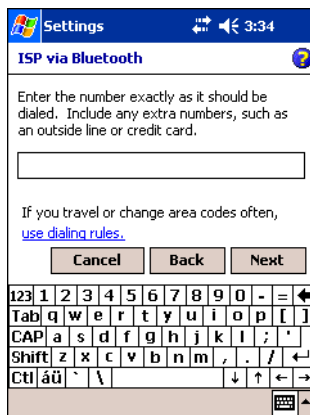 Settings 3:34
ISP via Bluetooth ?
Enter the number exactly as it should be
dialed. Include any extra numbers, such as
an outside line or credit card.
If you travel or change area codes often,
use dialing rules.
Cancel Back Next
123 1 2 3 4 5 6 7 8 9 0 - = 
Tab q w e r t y u i o p [ ]
CAP a s d f g h j k l ; '
Shift z x c v b n m , . /
Ctl áü ` \ ↓ ↑ ← →